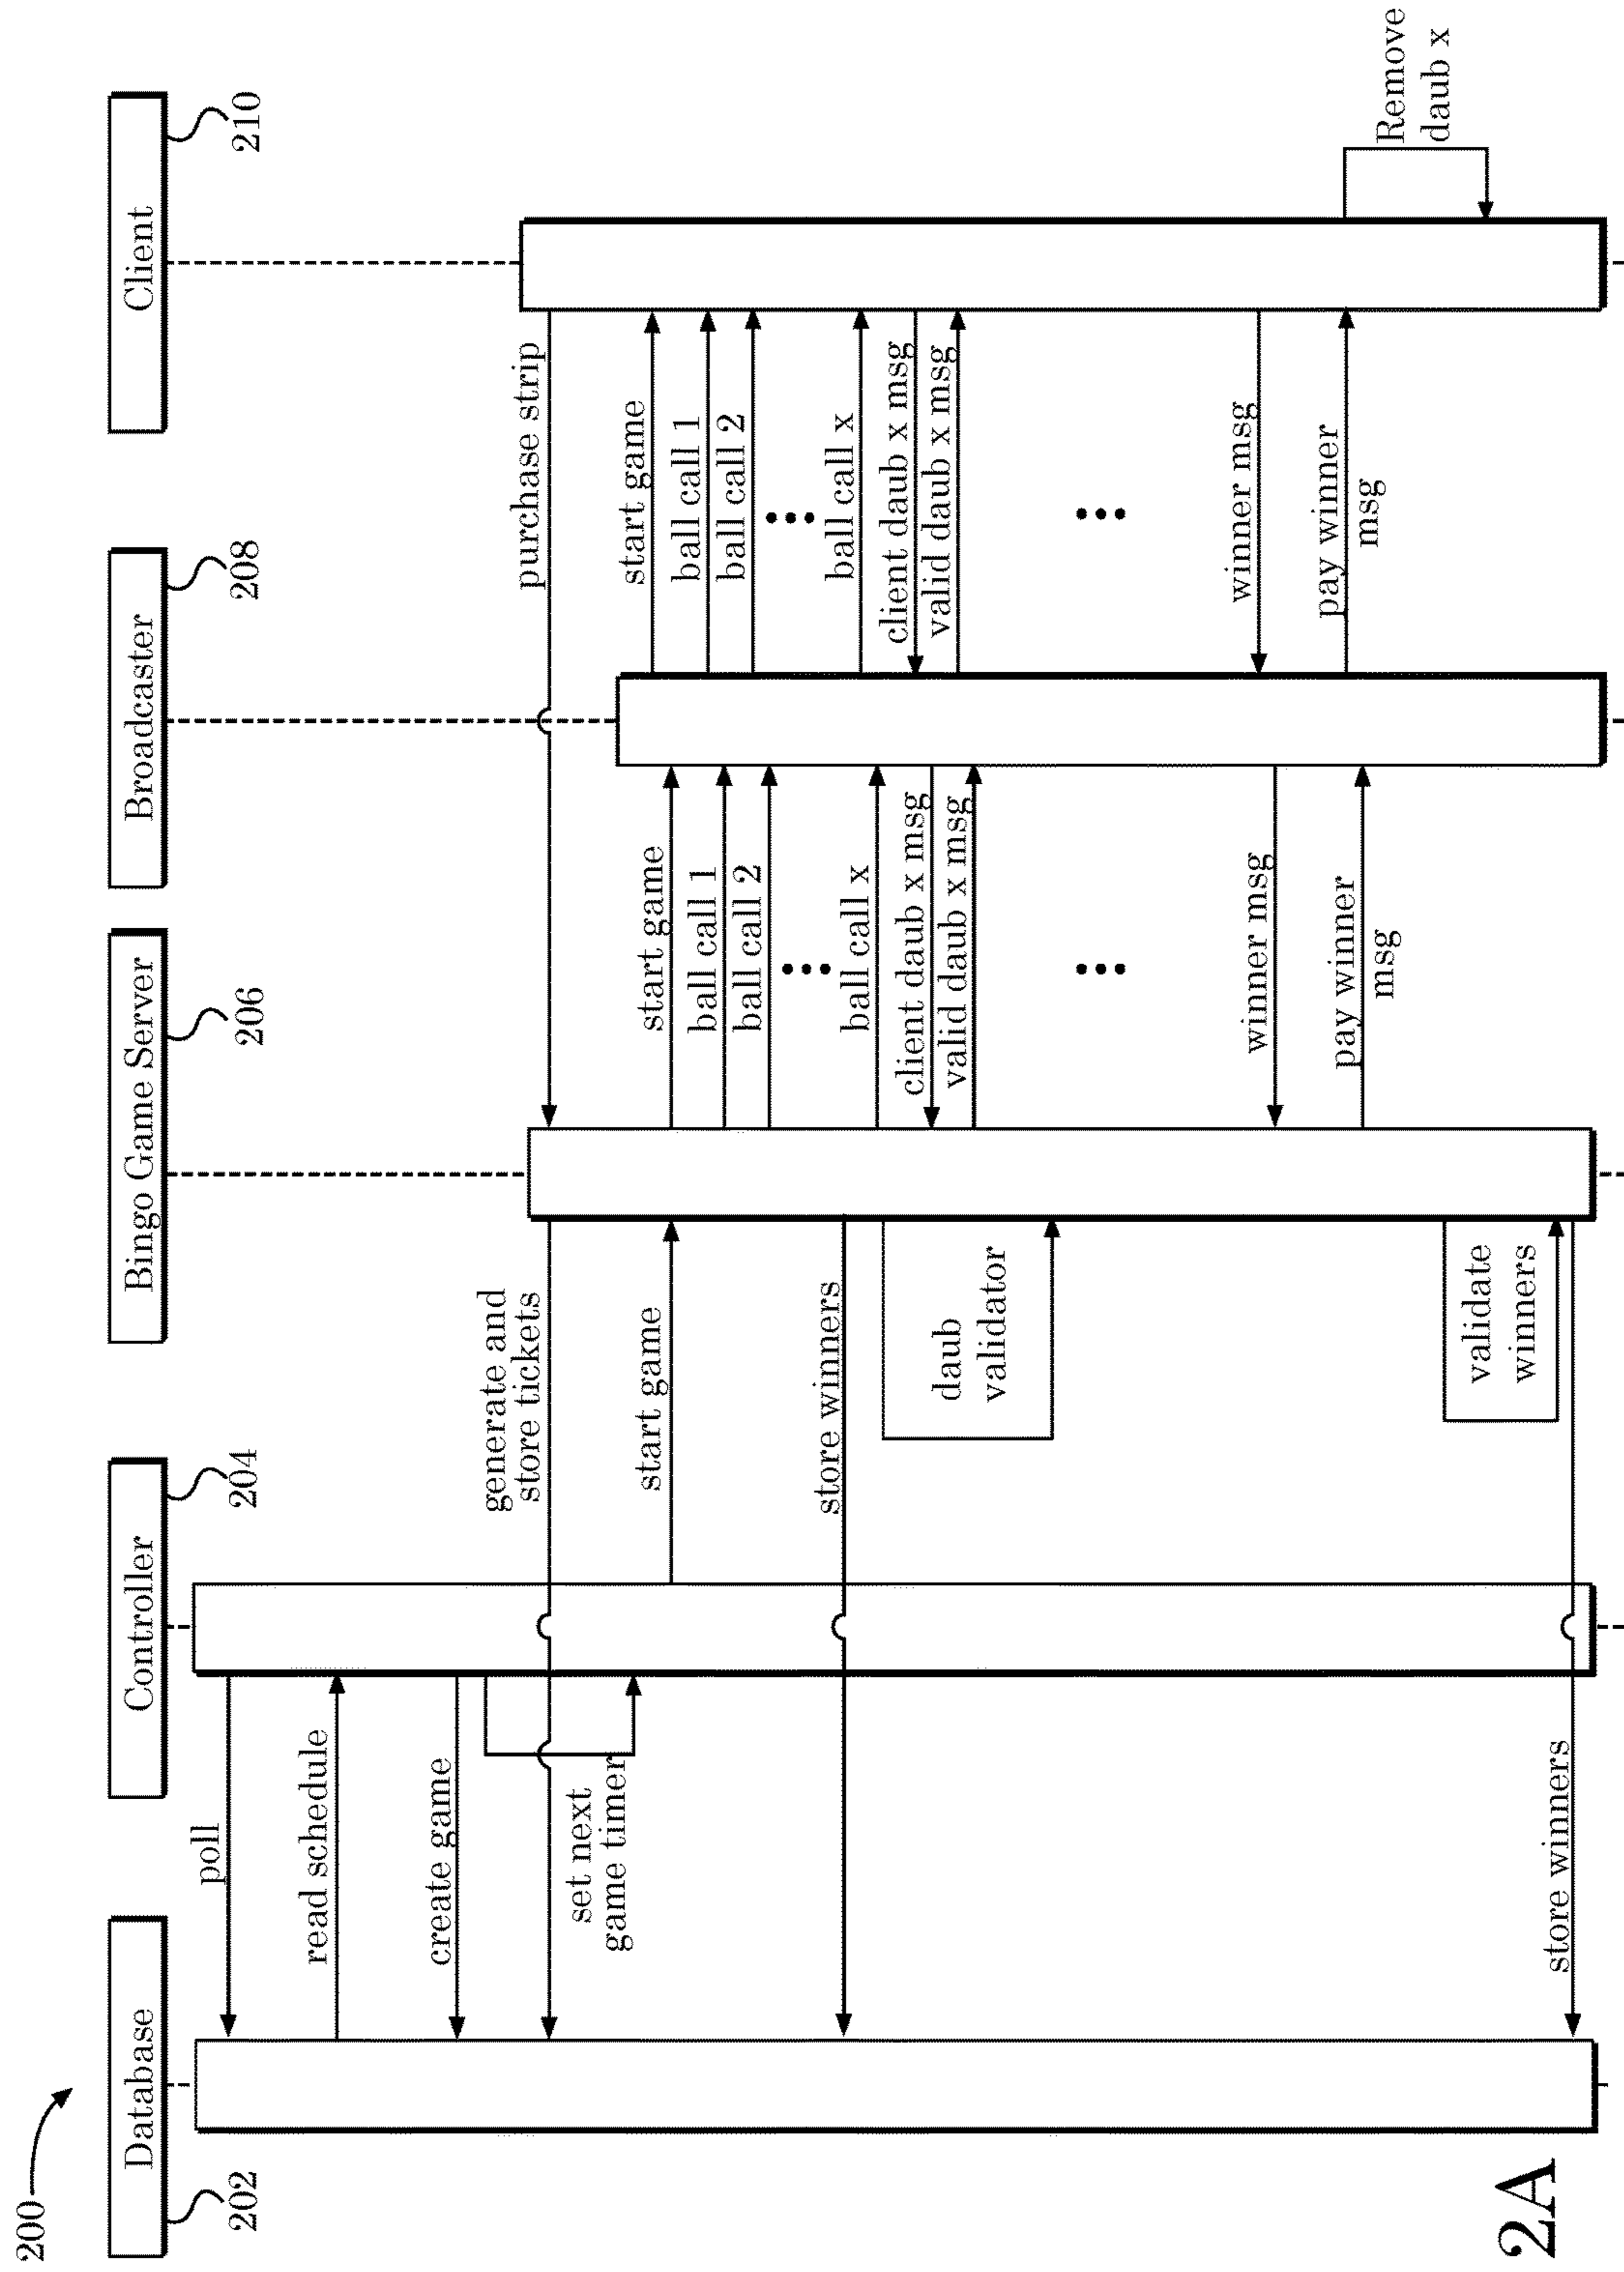 200
Database
202
Controller
204
Bingo Game Server
206
Broadcaster
208
Client
210
poll
read schedule
create game
set next
game timer
generate and
store tickets
purchase strip
start game
start game
start game
ball call 1
ball call 1
ball call 2
ball call 2
store winners
ball call x
ball call x
client daub x msg
client daub x msg
valid daub x msg
valid daub x msg
daub
validator
winner msg
winner msg
pay winner
msg
pay winner
msg
Remove
daub x
validate
winners
store winners
2A